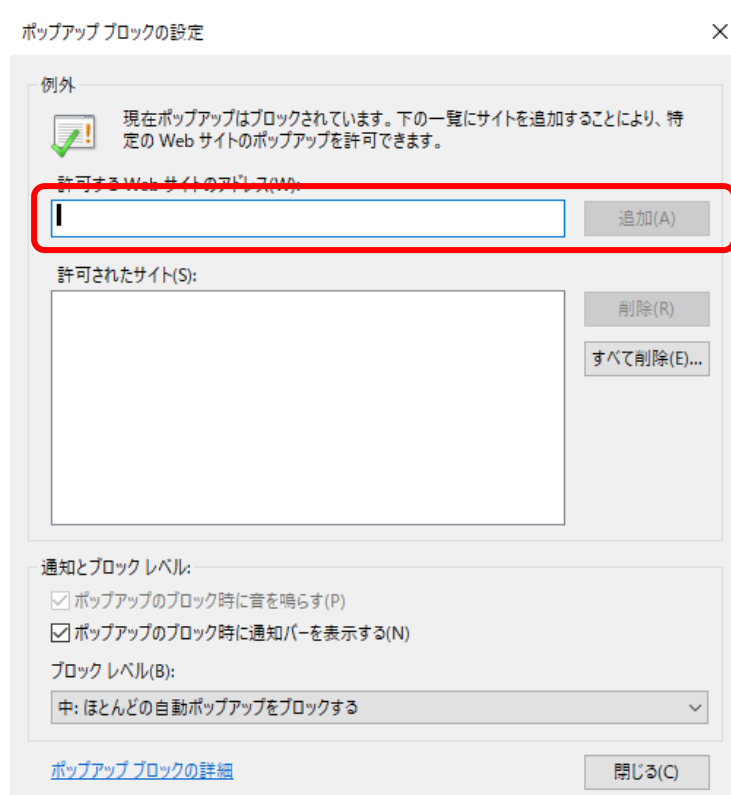 ポップアップ ブロックの設定
例外
現在ポップアップはブロックされています。下の一覧にサイトを追加することにより、特
定の Web サイトのポップアップを許可できます。
許可する Web サイトのアドレス(W):
追加(A)
許可されたサイト(S):
削除(R)
すべて削除(E)...
通知とブロック レベル:
ポップアップのブロック時に音を鳴らす(P)
ポップアップのブロック時に通知バーを表示する(N)
ブロック レベル(B):
中: ほとんどの自動ポップアップをブロックする
ポップアップ ブロックの詳細
閉じる(C)